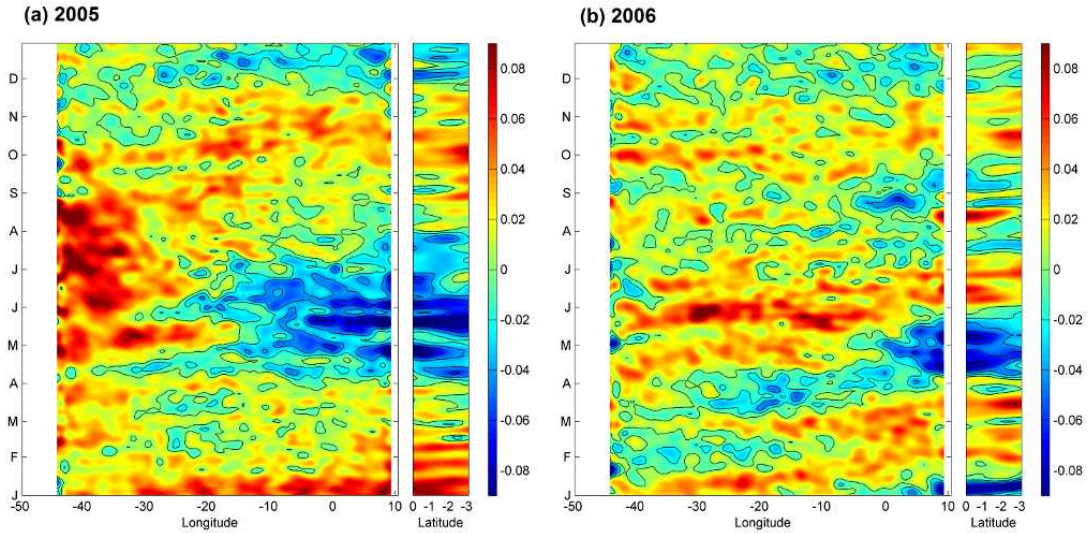 (a) 2005
(b) 2006
D
N
O
S
A
J
J
M
A
M
F
J
-50 -40 -30 -20 -10 0 10
Longitude
0 -1 -2 -3
Latitude
0.08
0.06
0.04
0.02
0
-0.02
-0.04
-0.06
-0.08
D
N
O
S
A
J
J
M
A
M
F
J
-50 -40 -30 -20 -10 0 10
Longitude
0 -1 -2 -3
Latitude
0.08
0.06
0.04
0.02
0
-0.02
-0.04
-0.06
-0.08